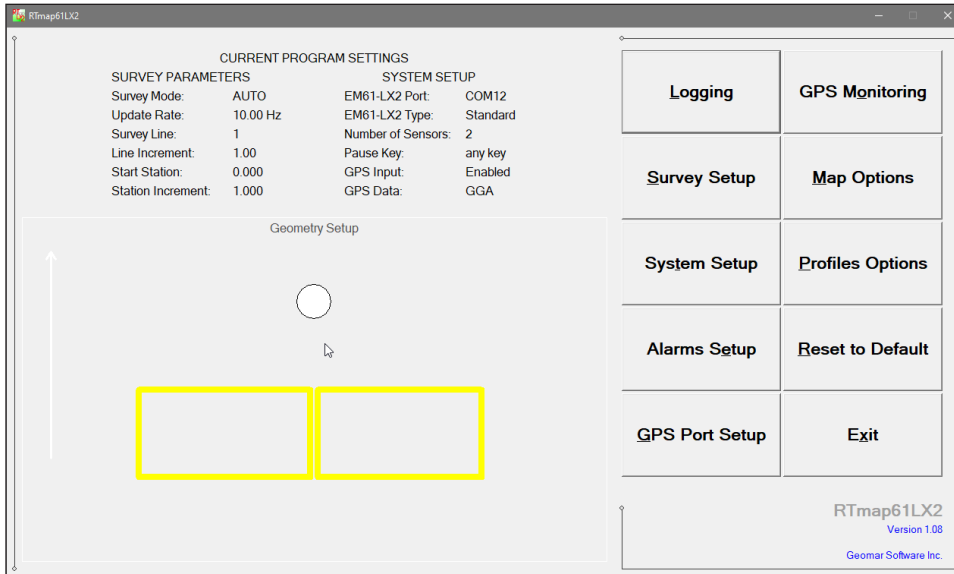 RTmap61LX2
CURRENT PROGRAM SETTINGS
SURVEY PARAMETERS
Survey Mode: AUTO
Update Rate: 10.00 Hz
Survey Line: 1
Line Increment: 1.00
Start Station: 0.000
Station Increment: 1.000
SYSTEM SETUP
EM61-LX2 Port: COM12
EM61-LX2 Type: Standard
Number of Sensors: 2
Pause Key: any key
GPS Input: Enabled
GPS Data: GGA
Geometry Setup
Logging
GPS Monitoring
Survey Setup
Map Options
System Setup
Profiles Options
Alarms Setup
Reset to Default
GPS Port Setup
Exit
RTmap61LX2
Version 1.08
Geomar Software Inc.